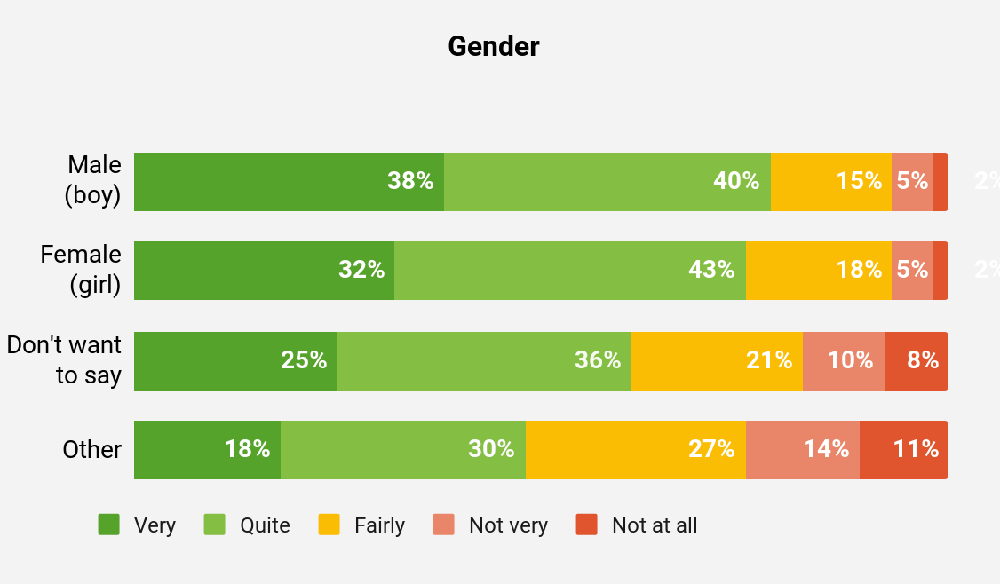 Gender
Male
(boy)
38% 40% 15% 5% 2%
Female
(girl)
32% 43% 18% 5% 2%
Don't want
to say
25% 36% 21% 10% 8%
Other
18% 30% 27% 14% 11%
Very Quite Fairly Not very Not at all